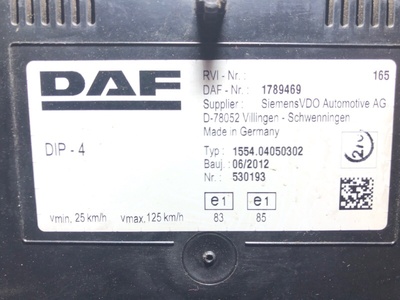 DAF
RVI - Nr.: 165
DAF - Nr.: 1789469
Supplier: SiemensVDO Automotive AG
D-78052 Villingen - Schwenningen
Made in Germany
DIP - 4
Typ: 1554.04050302
Bauj.: 06/2012
Nr.: 530193
e1 e1
vmin. 25 km/h vmax. 125 km/h 83 85